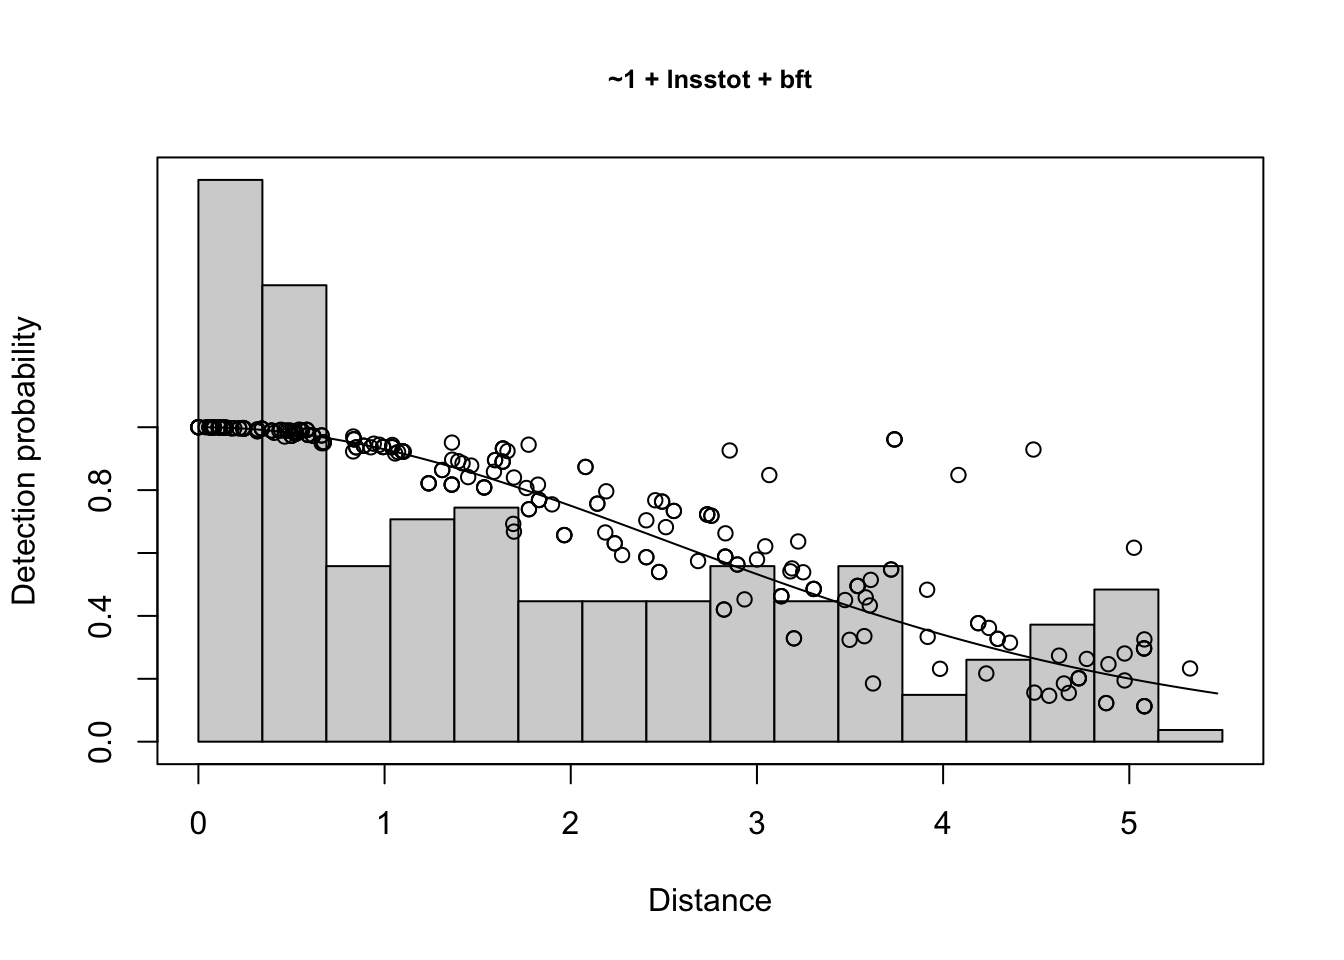 ~1 + lnsstot + bft
Detection probability
0.8
0.4
0.0
0 1 2 3 4 5
Distance